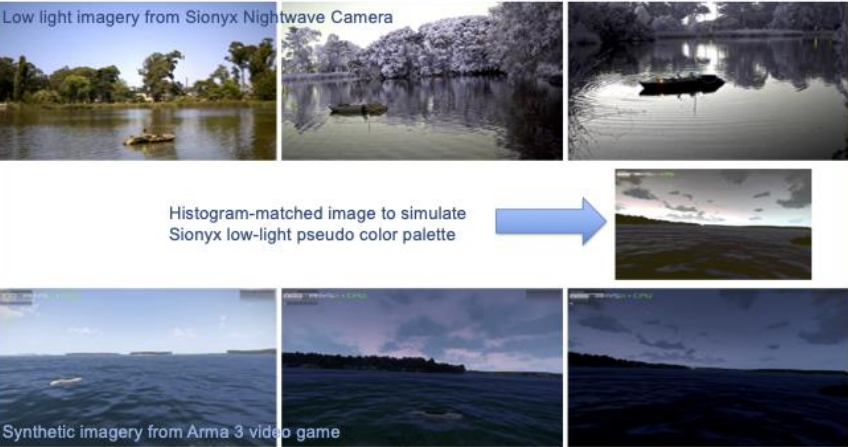 Low light imagery from Sionyx Nightwave Camera
Histogram-matched image to simulate
Sionyx low-light pseudo color palette
Synthetic imagery from Arma 3 video game